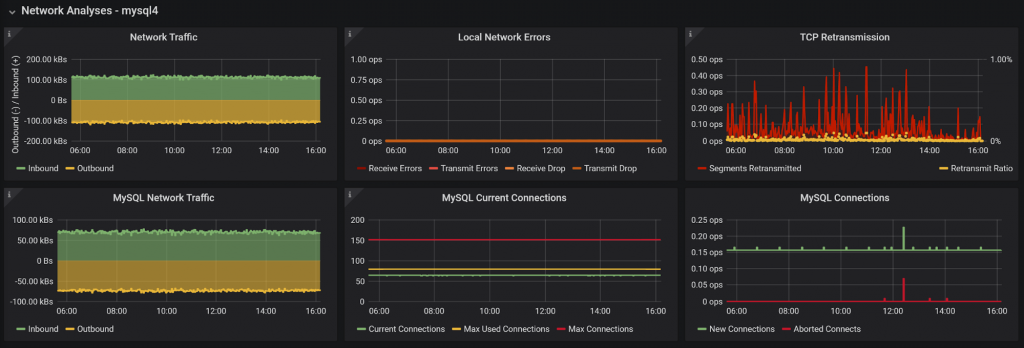 Network Analyses - mysql4
Network Traffic
Outbound (-) / Inbound (+)
200.00 kBs
100.00 kBs
0 Bs
-100.00 kBs
-200.00 kBs
06:00 08:00 10:00 12:00 14:00 16:00
Inbound Outbound
Local Network Errors
1.00 ops
0.75 ops
0.50 ops
0.25 ops
0 ops
06:00 08:00 10:00 12:00 14:00 16:00
Receive Errors Transmit Errors Receive Drop Transmit Drop
TCP Retransmission
0.50 ops 1.00%
0.40 ops
0.30 ops
0.20 ops
0.10 ops
0 ops 0%
06:00 08:00 10:00 12:00 14:00 16:00
Segments Retransmitted Retransmit Ratio
MySQL Network Traffic
100.00 kBs
50.00 kBs
0 Bs
-50.00 kBs
-100.00 kBs
06:00 08:00 10:00 12:00 14:00 16:00
Inbound Outbound
MySQL Current Connections
200
150
100
50
0
06:00 08:00 10:00 12:00 14:00 16:00
Current Connections Max Used Connections Max Connections
MySQL Connections
0.25 ops
0.20 ops
0.15 ops
0.10 ops
0.05 ops
0 ops
06:00 08:00 10:00 12:00 14:00 16:00
New Connections Aborted Connects